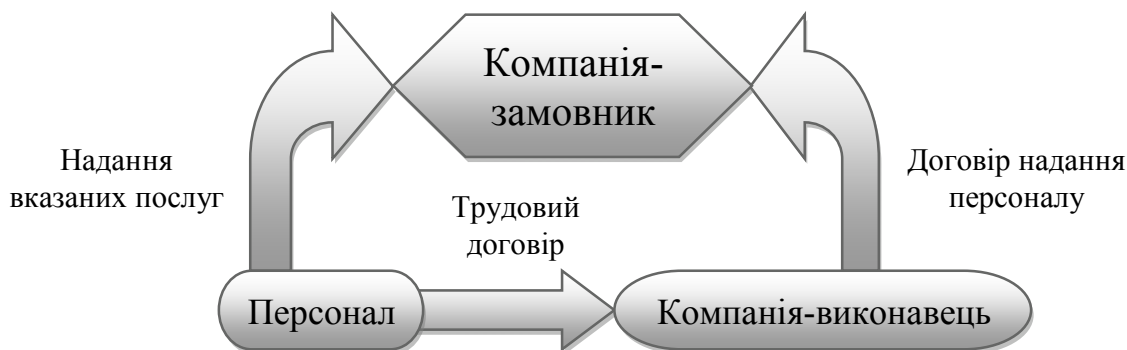 Компанія-
замовник
Надання
вказаних послуг
Договір надання
персоналу
Трудовий
договір
Персонал
Компанія-виконавець